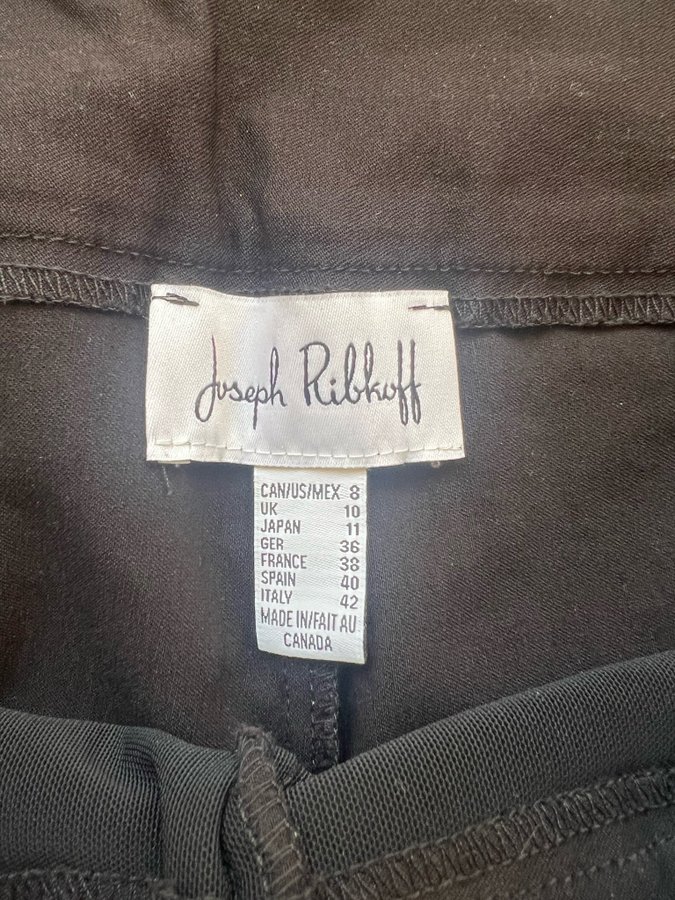 Joseph Ribkoff
CAN/US/MEX 8
UK 10
JAPAN 11
GER 36
FRANCE 38
SPAIN 40
ITALY 42
MADE IN/FAIT AU
CANADA